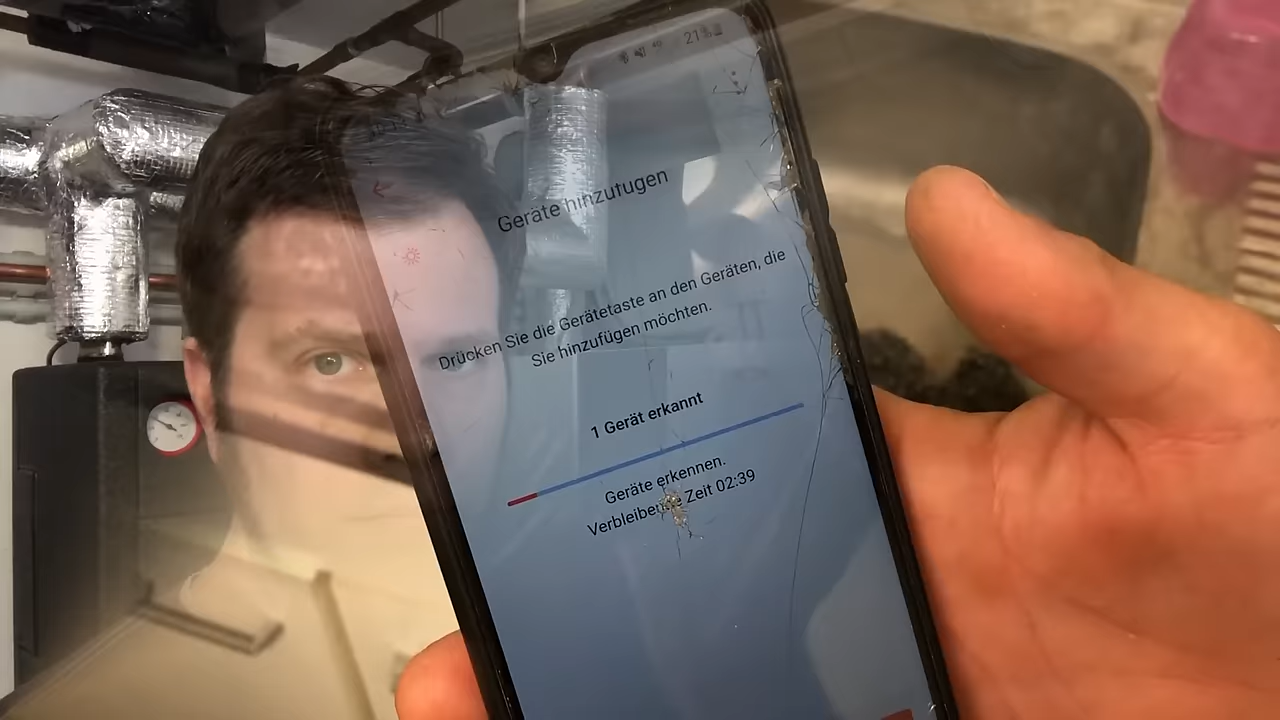 21%
Geräte hinzufügen
Drücken Sie die Gerätetaste an den Geräten, die
Sie hinzufügen möchten.
1 Gerät erkannt
Geräte erkennen.
Zeit 02:39